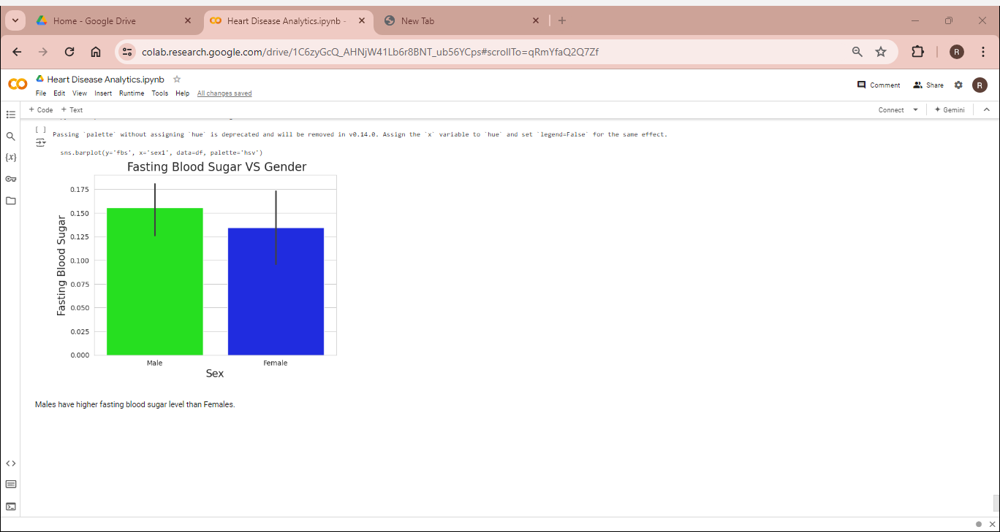 Home - Google Drive
Heart Disease Analytics.ipynb -
New Tab
colab.research.google.com/drive/1C6zyGcQ_AHNjW41Lb6r8BNT_ub56YCps#scrollTo=qRmYfaQ2Q7Zf
R
Heart Disease Analytics.ipynb
File Edit View Insert Runtime Tools Help All changes saved
Comment Share R
+ Code + Text
Connect Gemini
[ ]
Passing `palette` without assigning `hue` is deprecated and will be removed in v0.14.0. Assign the `x` variable to `hue` and set `legend=False` for the same effect.
{x}
sns.barplot(y='fbs', x='sex1', data=df, palette='hsv')
Fasting Blood Sugar VS Gender
Fasting Blood Sugar
0.175
0.150
0.125
0.100
0.075
0.050
0.025
0.000
Male Female
Sex
Males have higher fasting blood sugar level than Females.